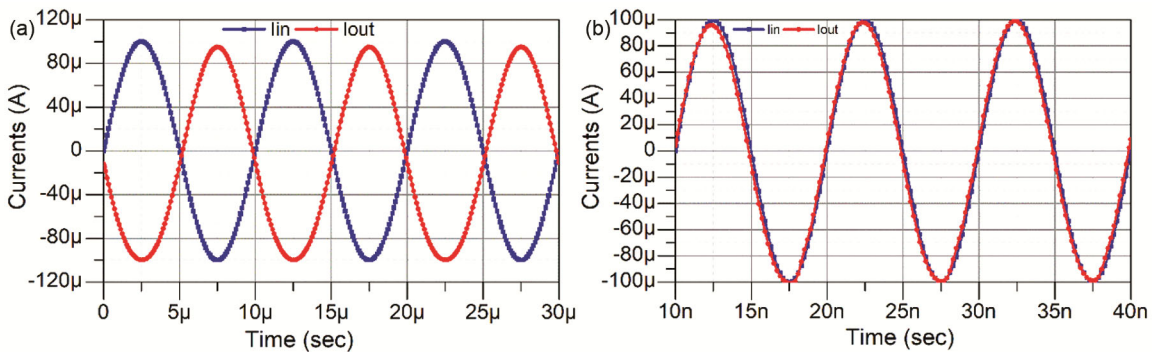 (a)
Iin Iout
120µ
80µ
40µ
0
-40µ
-80µ
-120µ
Currents (A)
0 5µ 10µ 15µ 20µ 25µ 30µ
Time (sec)
(b)
Iin Iout
100µ
80µ
60µ
40µ
20µ
0
-20µ
-40µ
-60µ
-80µ
-100µ
Currents (A)
10n 15n 20n 25n 30n 35n 40n
Time (sec)